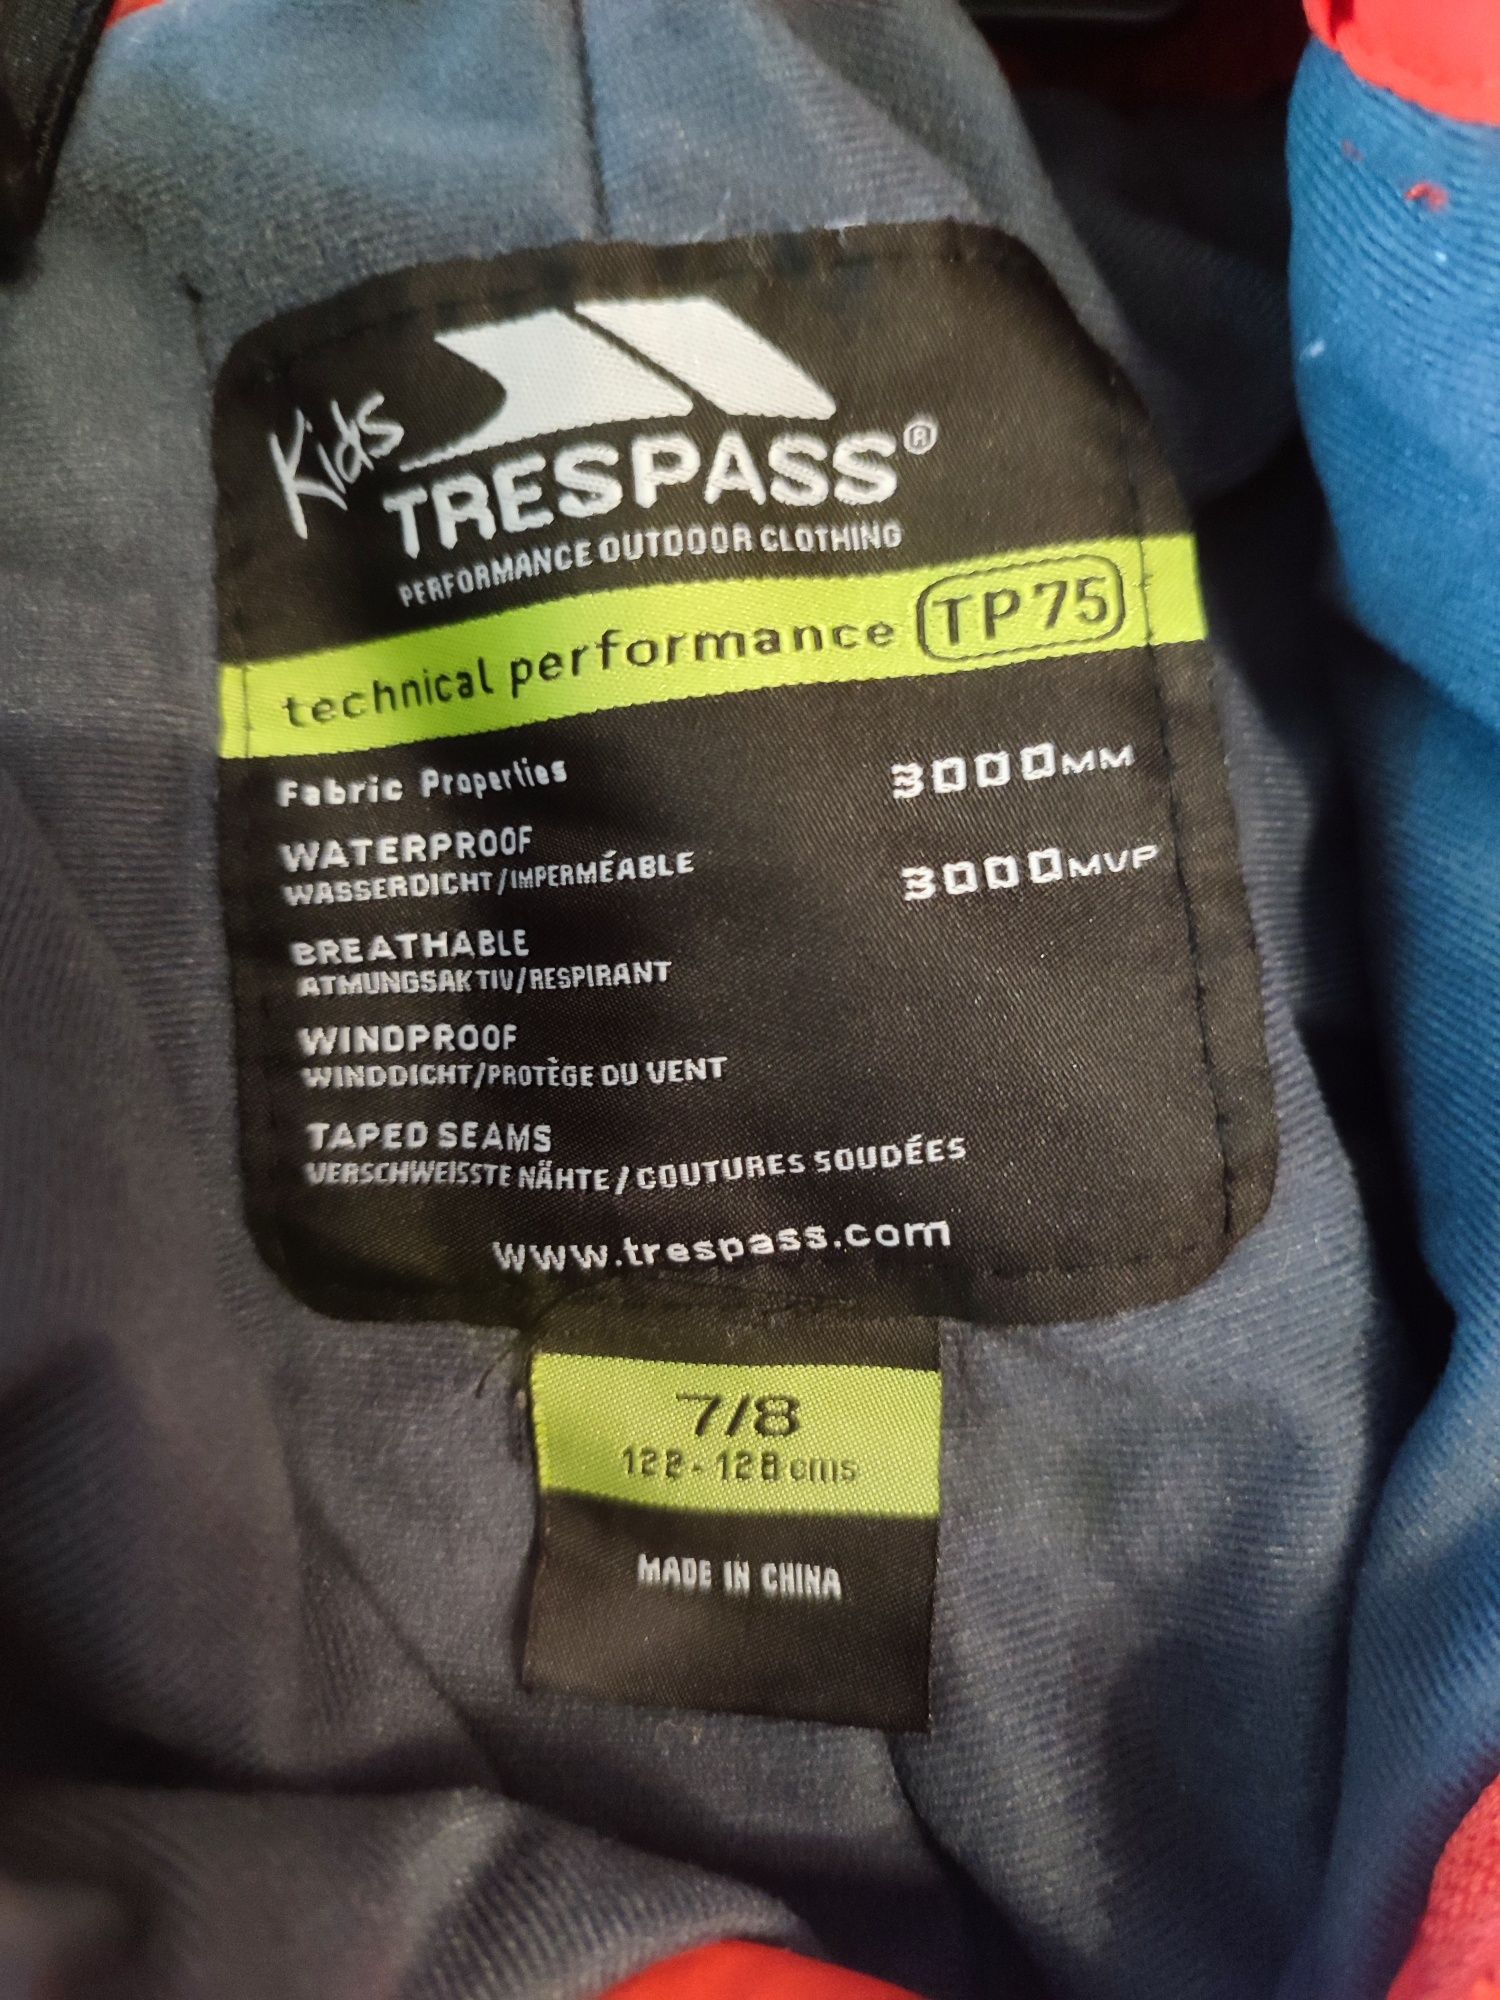 Kids
TRESPASS®
PERFORMANCE OUTDOOR CLOTHING
technical performance TP75
Fabric Properties 3000MM
WATERPROOF
WASSERDICHT/IMPERMÉABLE 3000MVP
BREATHABLE
ATMUNGSAKTIV/RESPIRANT
WINDPROOF
WINDDICHT/PROTÈGE DU VENT
TAPED SEAMS
VERSCHWEISSTE NÄHTE/COUTURES SOUDÉES
www.trespass.com
7/8
122-128cms
MADE IN CHINA